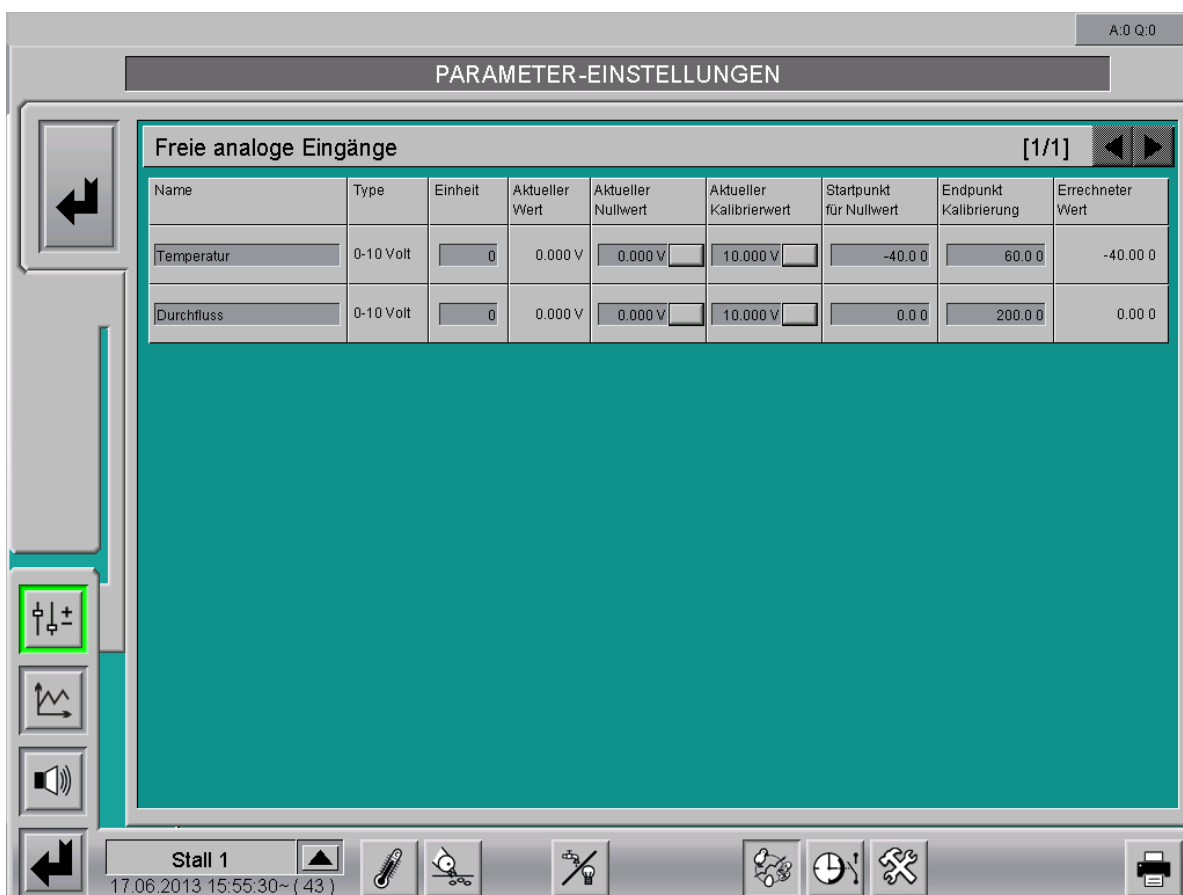 A:0 Q:0
PARAMETER-EINSTELLUNGEN
Freie analoge Eingänge [1/1]
Name Type Einheit Aktueller Wert Aktueller Nullwert Aktueller Kalibrierwert Startpunkt für Nullwert Endpunkt Kalibrierung Errechneter Wert
Temperatur 0-10 Volt 0 0.000 V 0.000 V 10.000 V -40.0 0 60.0 0 -40.00 0
Durchfluss 0-10 Volt 0 0.000 V 0.000 V 10.000 V 0.0 0 200.0 0 0.00 0
Stall 1
17.06.2013 15:55:30~ ( 43 )